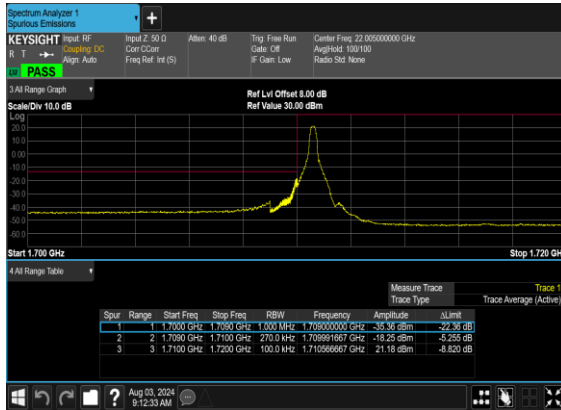 Spectrum Analyzer 1
Spurious Emissions
+
KEYSIGHT Input: RF Input Z: 50 Ω Atten: 40 dB Trig: Free Run Center Freq: 22.005000000 GHz
R T Coupling: DC Corr CCorr Gate: Off Avg|Hold: 100/100
Align: Auto Freq Ref: Int (S) IF Gain: Low Radio Std: None
LV PASS
3 All Range Graph
Ref Lvl Offset 8.00 dB
Scale/Div 10.0 dB Ref Value 30.00 dBm
Log
20.0
10.0
0.00
-10.0
-20.0
-30.0
-40.0
-50.0
-60.0
Start 1.700 GHz Stop 1.720 GH
4 All Range Table
Measure Trace Trace 1
Trace Type Trace Average (Active)
Spur Range Start Freq Stop Freq RBW Frequency Amplitude ΔLimit
1 1 1.7000 GHz 1.7090 GHz 1.000 MHz 1.709000000 GHz -35.36 dBm -22.36 dB
2 2 1.7090 GHz 1.7100 GHz 270.0 kHz 1.709991667 GHz -18.25 dBm -5.255 dB
3 3 1.7100 GHz 1.7200 GHz 100.0 kHz 1.710566667 GHz 21.18 dBm -8.820 dB
? Aug 03, 2024
9:12:33 AM